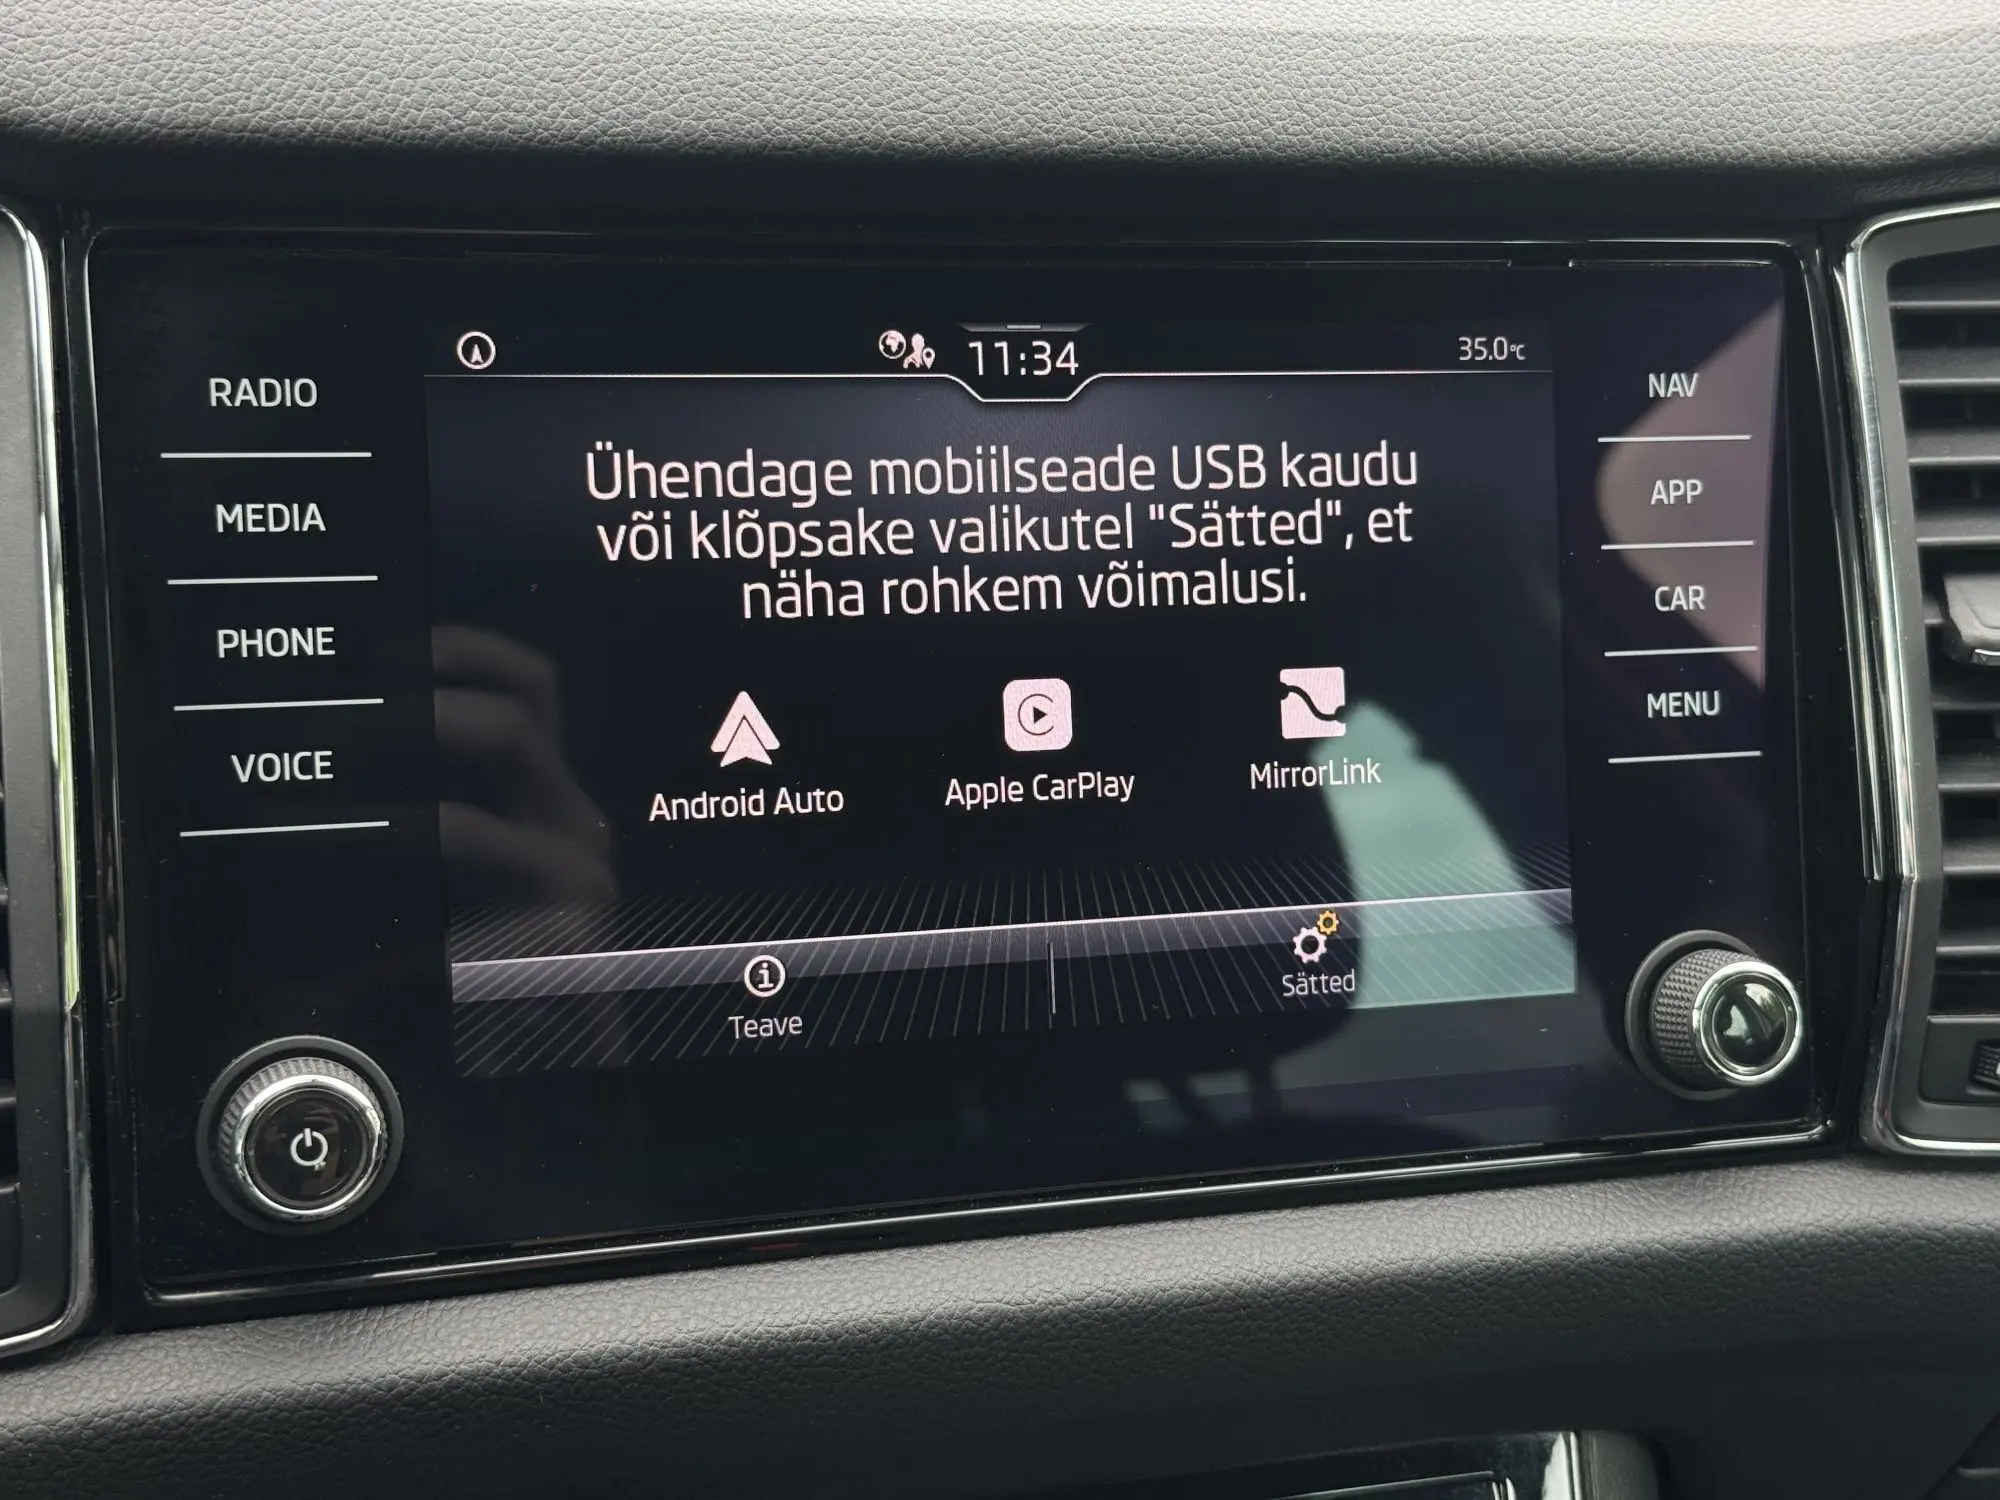 11:34
35.0°C
RADIO
MEDIA
PHONE
VOICE
Ühendage mobiilseade USB kaudu
või klõpsake valikutel "Sätted", et
näha rohkem võimalusi.
Android Auto
Apple CarPlay
MirrorLink
Teave
Sätted
NAV
APP
CAR
MENU